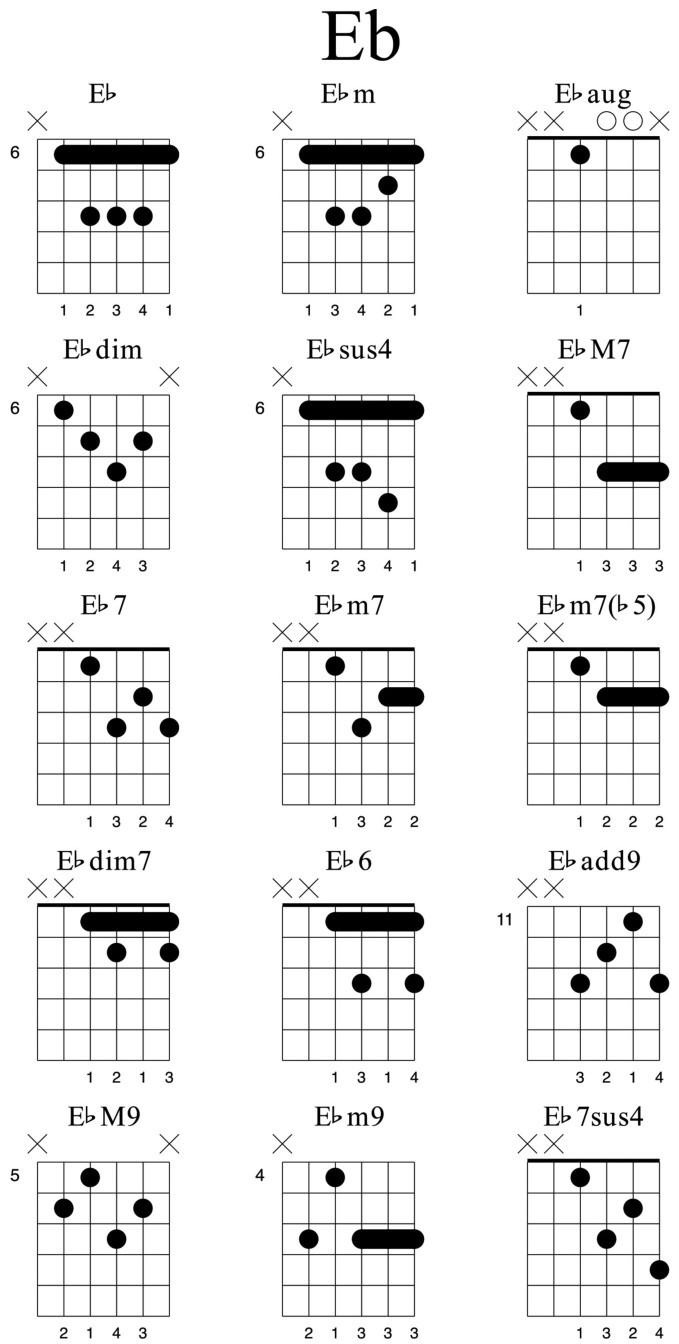 Eb
E♭ E♭m E♭aug
6 6
1 2 3 4 1 1 3 4 2 1 1
E♭dim E♭sus4 E♭M7
6 6
1 2 4 3 1 2 3 4 1 1 3 3 3
E♭7 E♭m7 E♭m7(♭5)
1 3 2 4 1 3 2 2 1 2 2 2
E♭dim7 E♭6 E♭add9
11
1 2 1 3 1 3 1 4 3 2 1 4
E♭M9 E♭m9 E♭7sus4
5 4
2 1 4 3 2 1 3 3 3 1 3 2 4